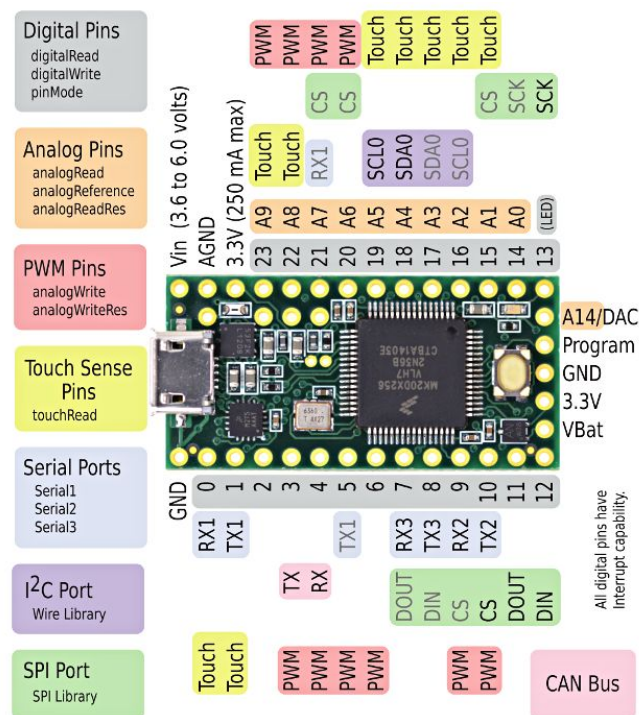 Digital Pins
digitalRead
digitalWrite
pinMode
Analog Pins
analogRead
analogReference
analogReadRes
PWM Pins
analogWrite
analogWriteRes
Touch Sense
Pins
touchRead
Serial Ports
Serial1
Serial2
Serial3
I²C Port
Wire Library
SPI Port
SPI Library
PWM PWM PWM PWM Touch Touch Touch Touch Touch
CS CS CS SCK SCK
Touch Touch RX1 SCL0 SDA0 SDA0 SCL0
A9 A8 A7 A6 A5 A4 A3 A2 A1 A0 (LED)
Vin (3.6 to 6.0 volts)
AGND
3.3V (250 mA max)
23 22 21 20 19 18 17 16 15 14 13
MK20DX256
VLH7
2N36B
CTBA1403E
A14/DAC
Program
GND
3.3V
VBat
GND 0 1 2 3 4 5 6 7 8 9 10 11 12
RX1 TX1 TX1 RX3 TX3 RX2 TX2
TX RX DOUT DIN CS CS DOUT DIN
Touch Touch PWM PWM PWM PWM PWM PWM
All digital pins have
Interrupt capability.
CAN Bus